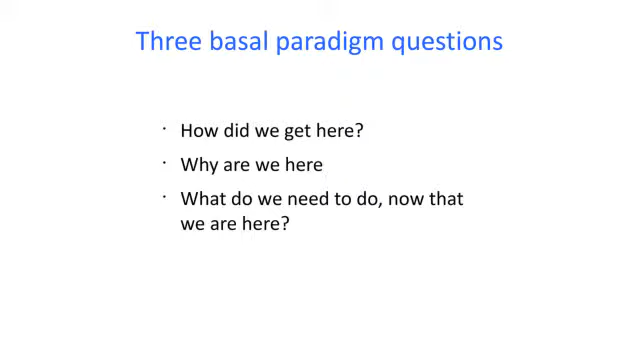 Three basal paradigm questions
· How did we get here?
· Why are we here
· What do we need to do, now that
we are here?